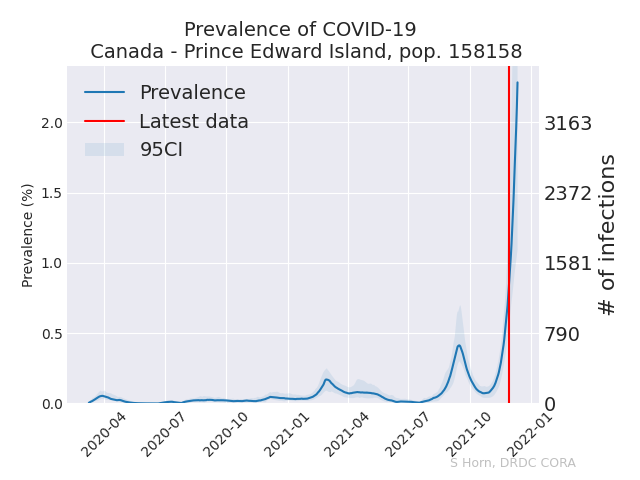 Prevalence of COVID-19
Canada - Prince Edward Island, pop. 158158
Prevalence
Latest data
95CI
Prevalence (%)
2.0
1.5
1.0
0.5
0.0
3163
2372
1581
790
0
# of infections
2020-04
2020-07
2020-10
2021-01
2021-04
2021-07
2021-10
2022-01
S Horn, DRDC CORA